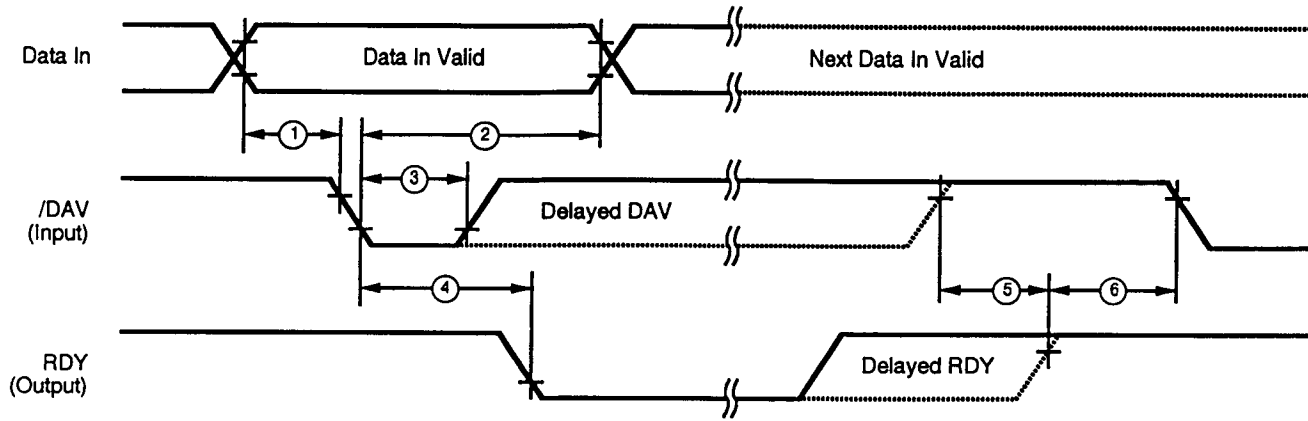 Data In
Data In Valid
Next Data In Valid
1
2
3
/DAV
(Input)
Delayed DAV
4
5
6
RDY
(Output)
Delayed RDY